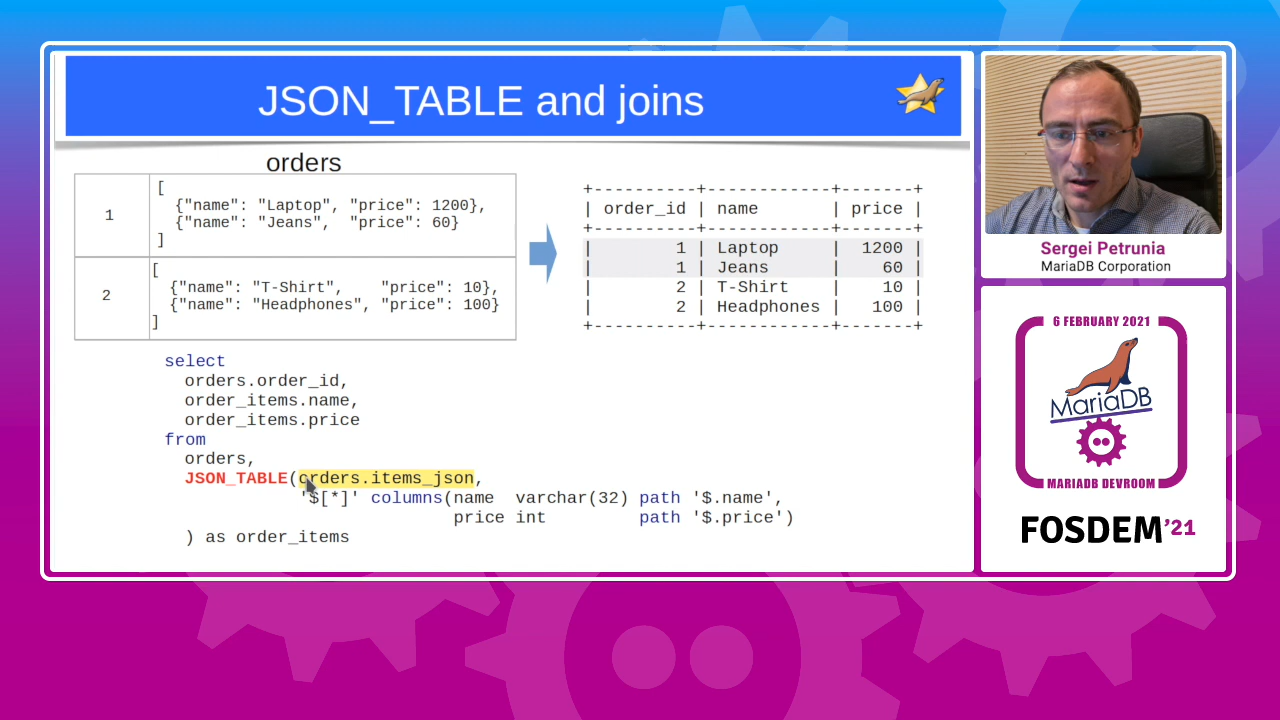 JSON_TABLE and joins
orders
1
[
{"name": "Laptop", "price": 1200},
{"name": "Jeans", "price": 60}
]
2
[
{"name": "T-Shirt", "price": 10},
{"name": "Headphones", "price": 100}
]
+----------+------------+-------+
| order_id | name | price |
+----------+------------+-------+
| 1 | Laptop | 1200 |
| 1 | Jeans | 60 |
| 2 | T-Shirt | 10 |
| 2 | Headphones | 100 |
+----------+------------+-------+
select
orders.order_id,
order_items.name,
order_items.price
from
orders,
JSON_TABLE(orders.items_json,
'$[*]' columns(name varchar(32) path '$.name',
price int path '$.price')
) as order_items
Sergei Petrunia
MariaDB Corporation
6 FEBRUARY 2021
MariaDB
MARIADB DEVROOM
FOSDEM'21